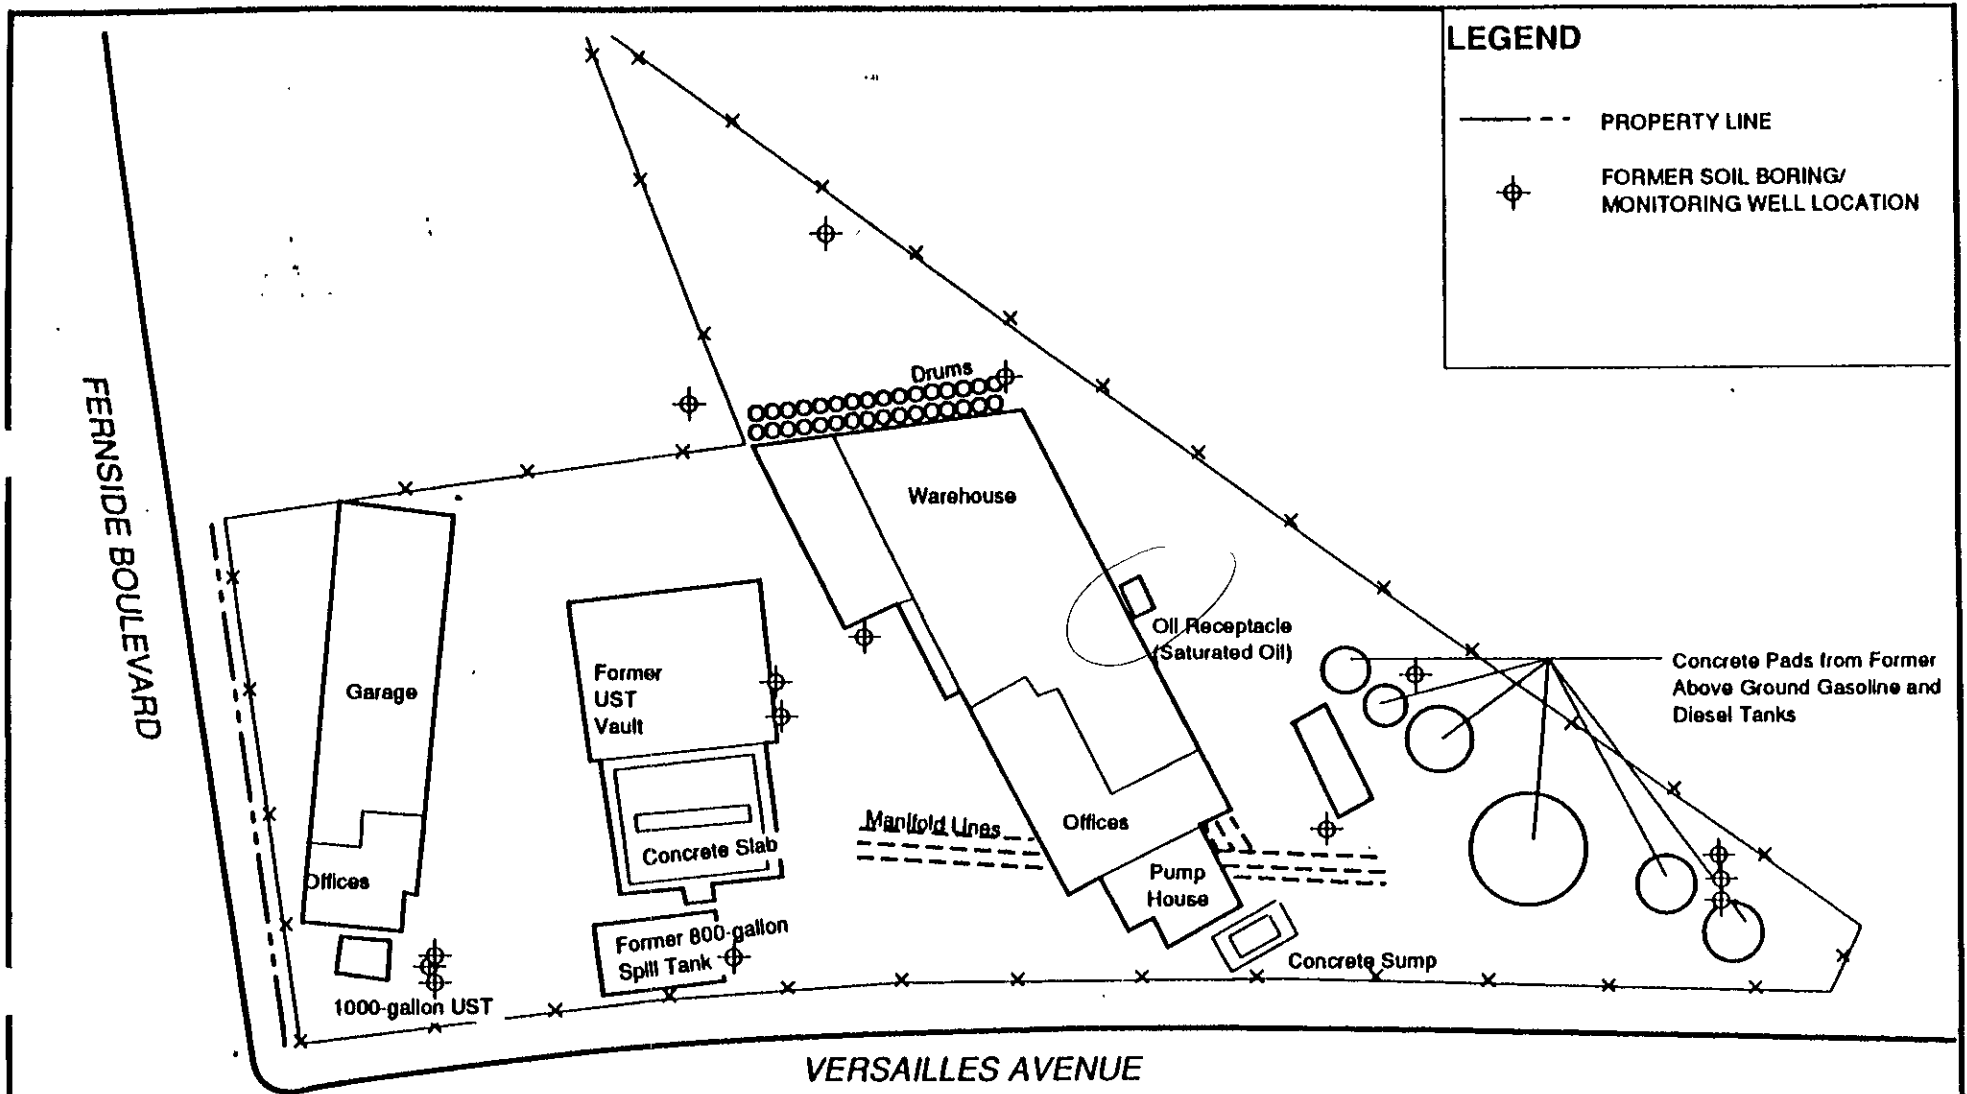 LEGEND
PROPERTY LINE
FORMER SOIL BORING/
MONITORING WELL LOCATION
FERNSIDE BOULEVARD
Drums
Warehouse
Oil Receptacle
(Saturated Oil)
Concrete Pads from Former
Above Ground Gasoline and
Diesel Tanks
Garage
Former
UST
Vault
Manifold Lines
Offices
Concrete Slab
Pump
House
Offices
Former 800-gallon
Spill Tank
Concrete Sump
1000-gallon UST
VERSAILLES AVENUE